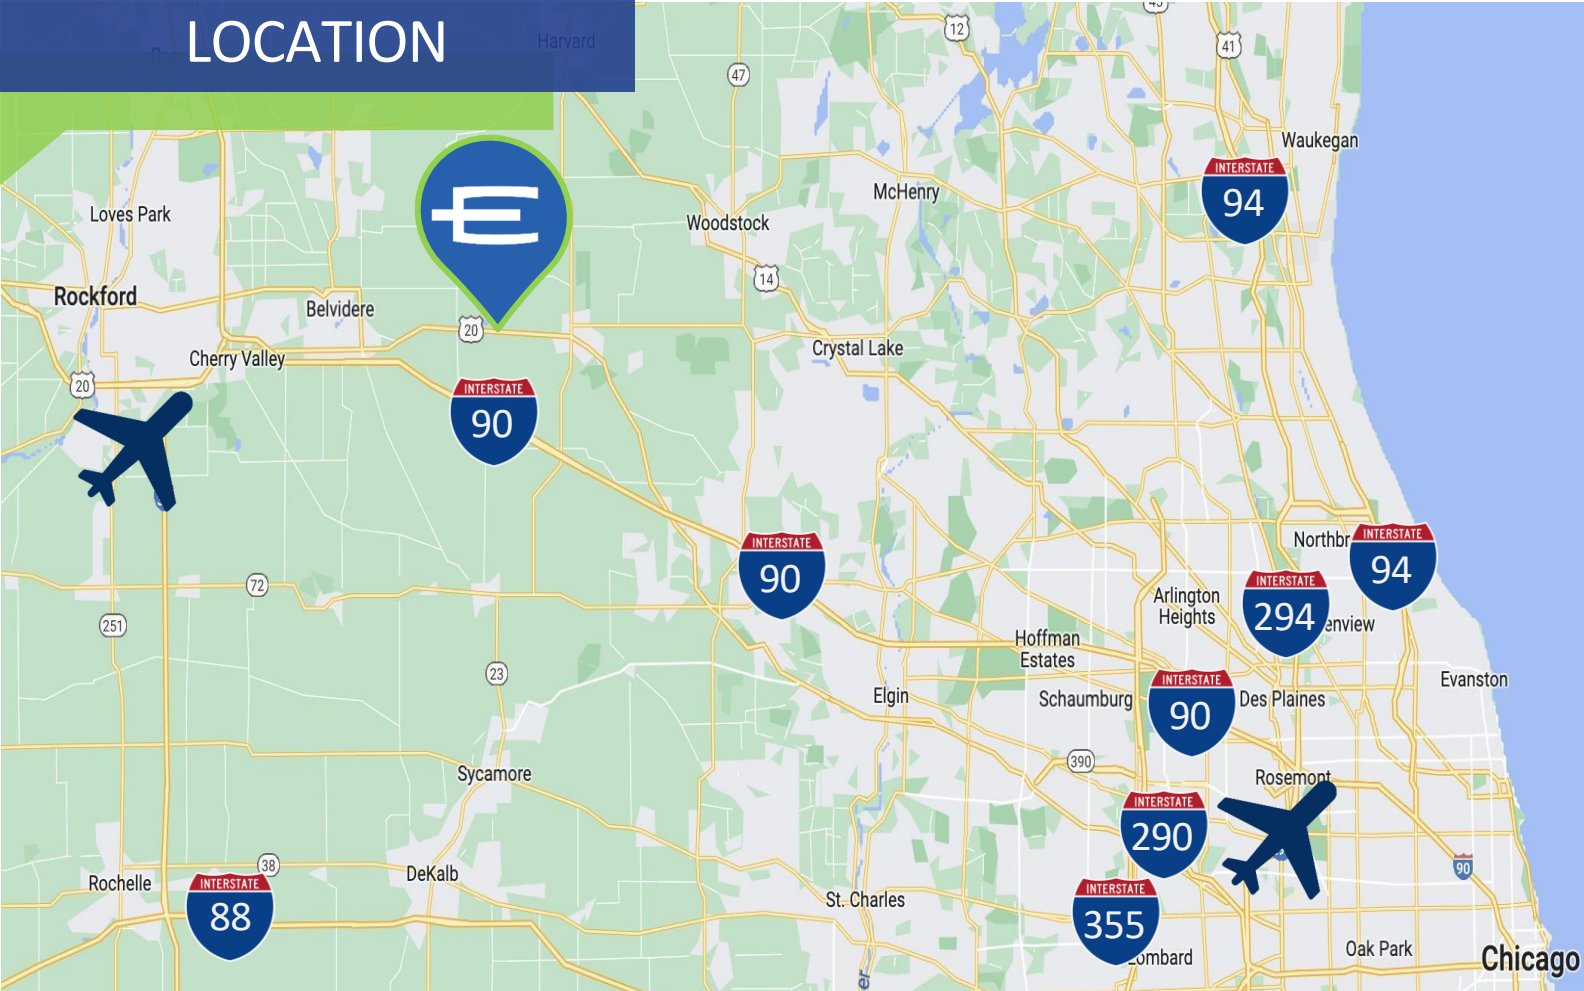 LOCATION
Harvard
12
43
41
47
Waukegan
INTERSTATE
94
McHenry
Loves Park
Woodstock
E
14
Rockford
Belvidere
20
Crystal Lake
Cherry Valley
20
INTERSTATE
90
INTERSTATE
90
Northbr
INTERSTATE
94
INTERSTATE
294
enview
72
Arlington
Heights
251
Hoffman
Estates
23
Evanston
Elgin
Schaumburg
INTERSTATE
90
Des Plaines
390
Sycamore
Rosemont
INTERSTATE
290
38
DeKalb
90
Rochelle
INTERSTATE
88
St. Charles
INTERSTATE
355
Lombard
Oak Park
Chicago
er